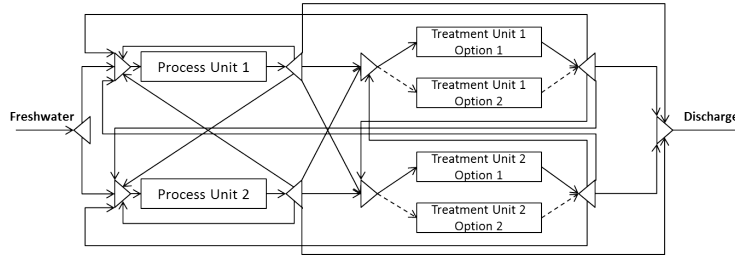 Treatment Unit 1
Option 1
Process Unit 1
Treatment Unit 1
Option 2
Freshwater
Discharge
Treatment Unit 2
Option 1
Process Unit 2
Treatment Unit 2
Option 2